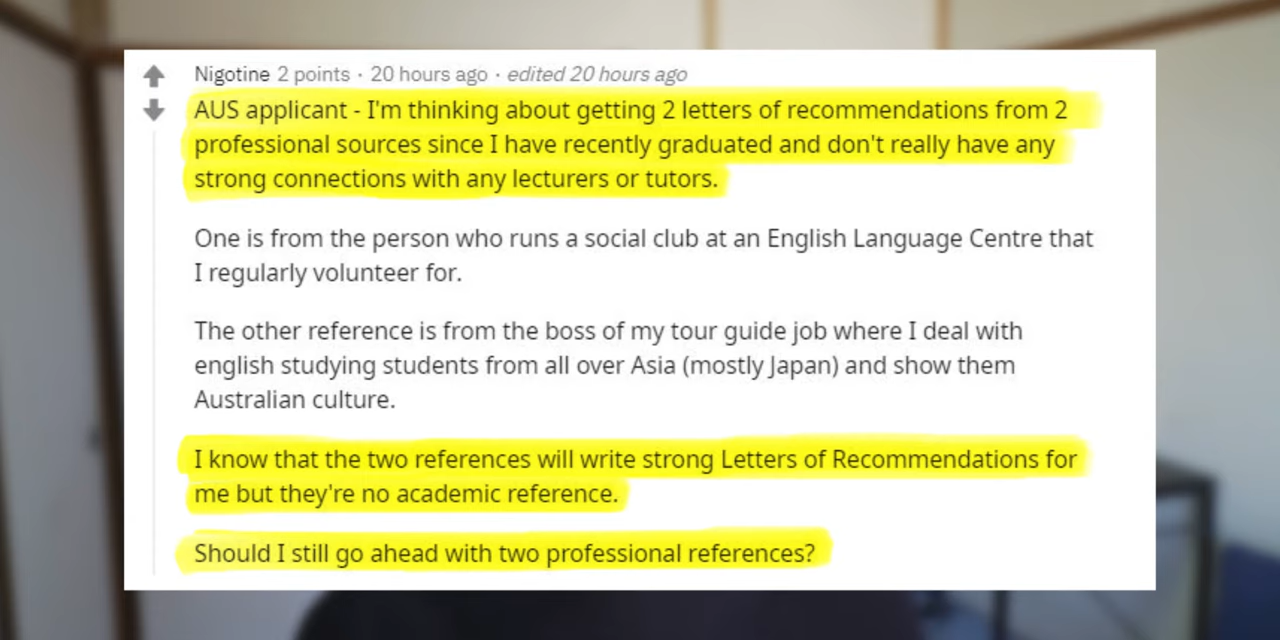 Nigotine 2 points · 20 hours ago · edited 20 hours ago
AUS applicant - I'm thinking about getting 2 letters of recommendations from 2
professional sources since I have recently graduated and don't really have any
strong connections with any lecturers or tutors.
One is from the person who runs a social club at an English Language Centre that
I regularly volunteer for.
The other reference is from the boss of my tour guide job where I deal with
english studying students from all over Asia (mostly Japan) and show them
Australian culture.
I know that the two references will write strong Letters of Recommendations for
me but they're no academic reference.
Should I still go ahead with two professional references?